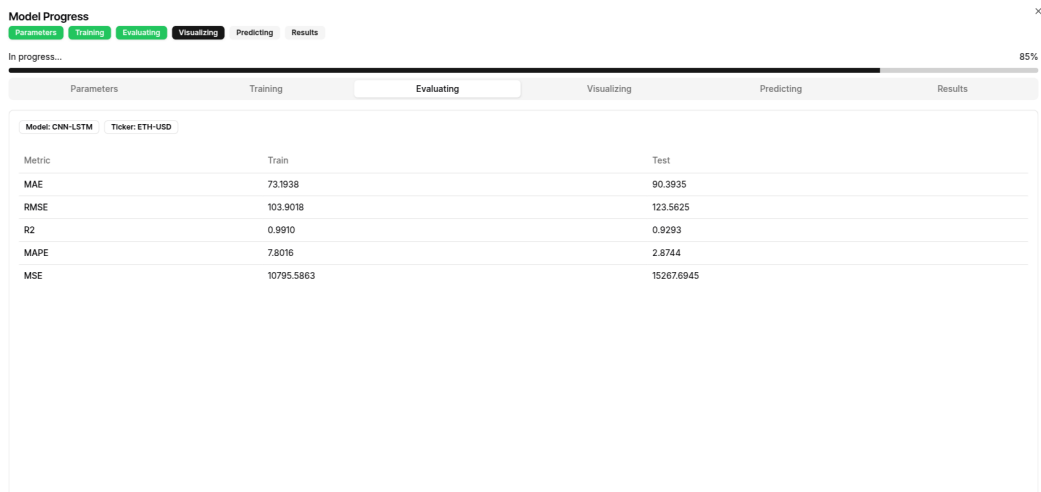 Model Progress
Parameters Training Evaluating Visualizing Predicting Results
In progress... 85%
Parameters Training Evaluating Visualizing Predicting Results
Model: CNN-LSTM Ticker: ETH-USD
Metric Train Test
MAE 73.1938 90.3935
RMSE 103.9018 123.5625
R2 0.9910 0.9293
MAPE 7.8016 2.8744
MSE 10795.5863 15267.6945